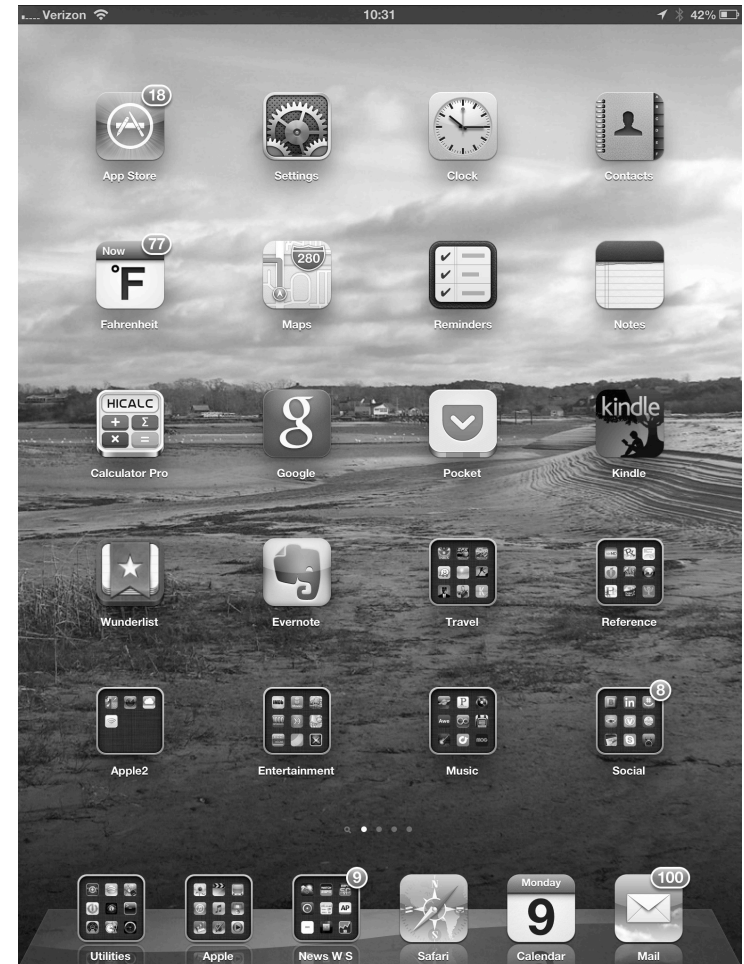 Verizon 10:31 42%
18
App Store Settings Clock Contacts
Now 77 280
°F
Fahrenheit Maps Reminders Notes
HICALC
+ Σ
× =
g kindle
Calculator Pro Google Pocket Kindle
Wunderlist Evernote Travel Reference
8
P in
Apple2 Entertainment Music Social
9 100
Monday
9
AP
Utilities Apple News W S Safari Calendar Mail